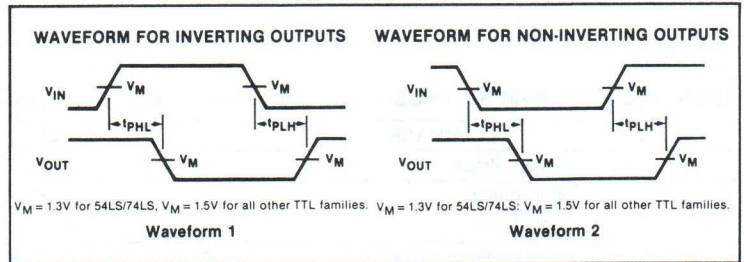 WAVEFORM FOR INVERTING OUTPUTS
VIN
VM
VM
tPHL
tPLH
VOUT
VM
VM
VM = 1.3V for 54LS/74LS, VM = 1.5V for all other TTL families.
Waveform 1
WAVEFORM FOR NON-INVERTING OUTPUTS
VIN
VM
VM
tPHL
tPLH
VOUT
VM
VM
VM = 1.3V for 54LS/74LS: VM = 1.5V for all other TTL families.
Waveform 2